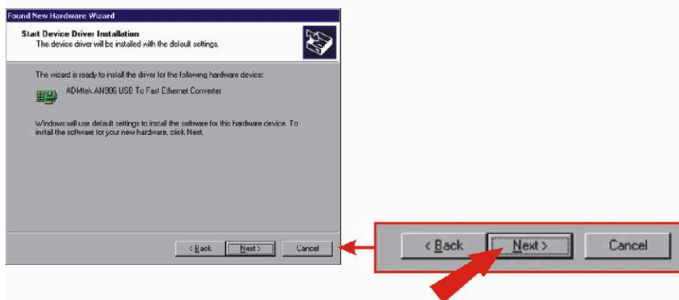 Found New Hardware Wizard
Start Device Driver Installation
The device driver will be installed with the default settings.
The wizard is ready to install the driver for the following hardware device:
ADMtek AN986 USB To Fast Ethernet Converter
Windows will use default settings to install the software for this hardware device. To
install the software for your new hardware, click Next.
< Back Next > Cancel
< Back Next > Cancel